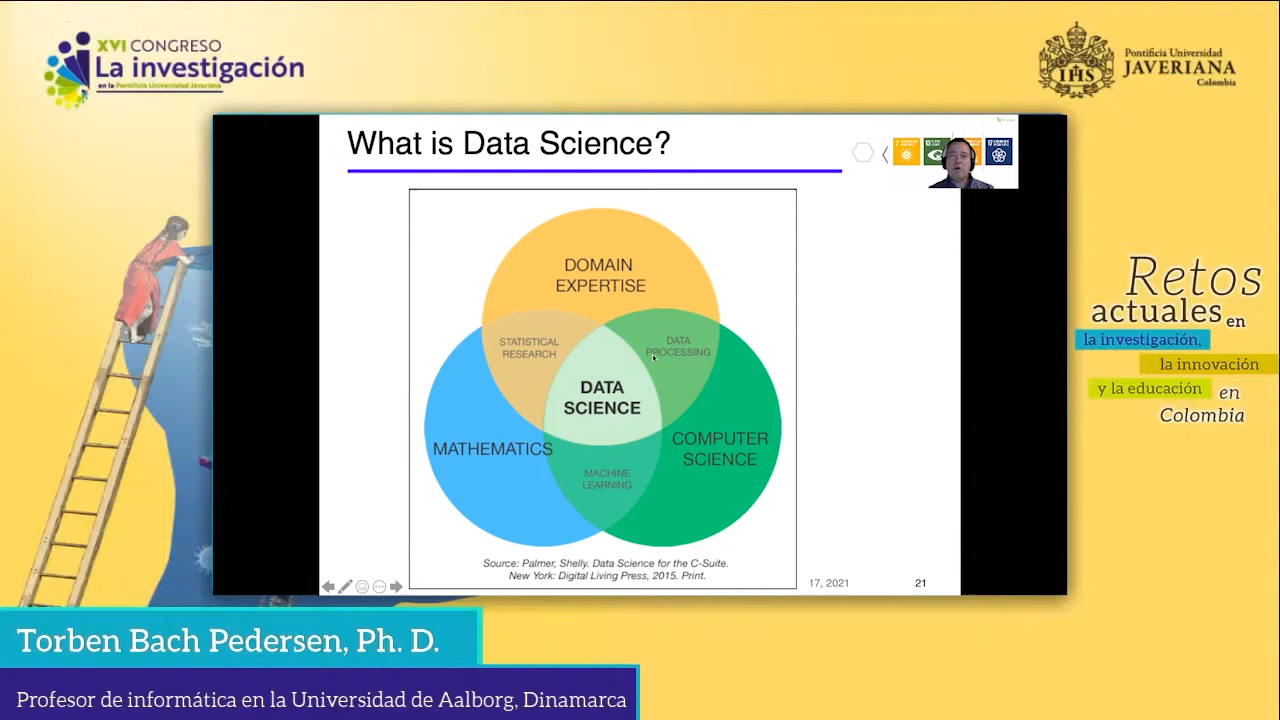 XVI CONGRESO
La investigación
en la Pontificia Universidad Javeriana
Pontificia Universidad
JAVERIANA
Colombia
IHS
What is Data Science?
DOMAIN
EXPERTISE
STATISTICAL
RESEARCH
DATA
PROCESSING
DATA
SCIENCE
MATHEMATICS
COMPUTER
SCIENCE
MACHINE
LEARNING
Source: Palmer, Shelly. Data Science for the C-Suite.
New York: Digital Living Press, 2015. Print.
17, 2021
21
Retos
actuales en
la investigación,
la innovación
y la educación en
Colombia
Torben Bach Pedersen, Ph. D.
Profesor de informática en la Universidad de Aalborg, Dinamarca